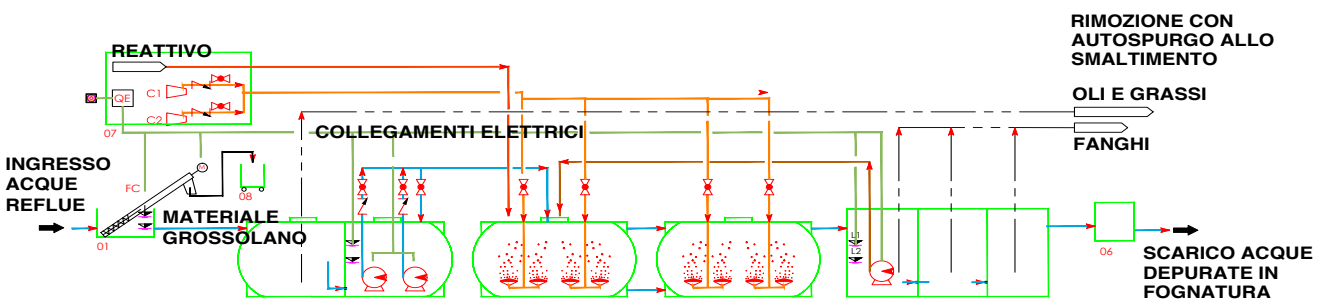 RIMOZIONE CON
AUTOSPURGO ALLO
SMALTIMENTO
REATTIVO
QE
C1
C2
07
OLI E GRASSI
FANGHI
COLLEGAMENTI ELETTRICI
INGRESSO
ACQUE
REFLUE
FC
M
08
MATERIALE
GROSSOLANO
01
L1
L2
06
SCARICO ACQUE
DEPURATE IN
FOGNATURA